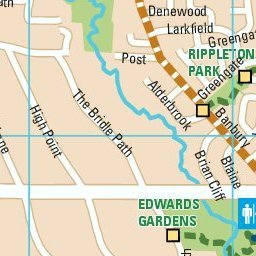 ath
Denewood
Larkfield
Greengate
Post
RIPPLETON
PARK
Greengate
Alderbrook
The Bridle Path
High Point
Banbury
Brian Cliff
Blaine
EDWARDS
GARDENS